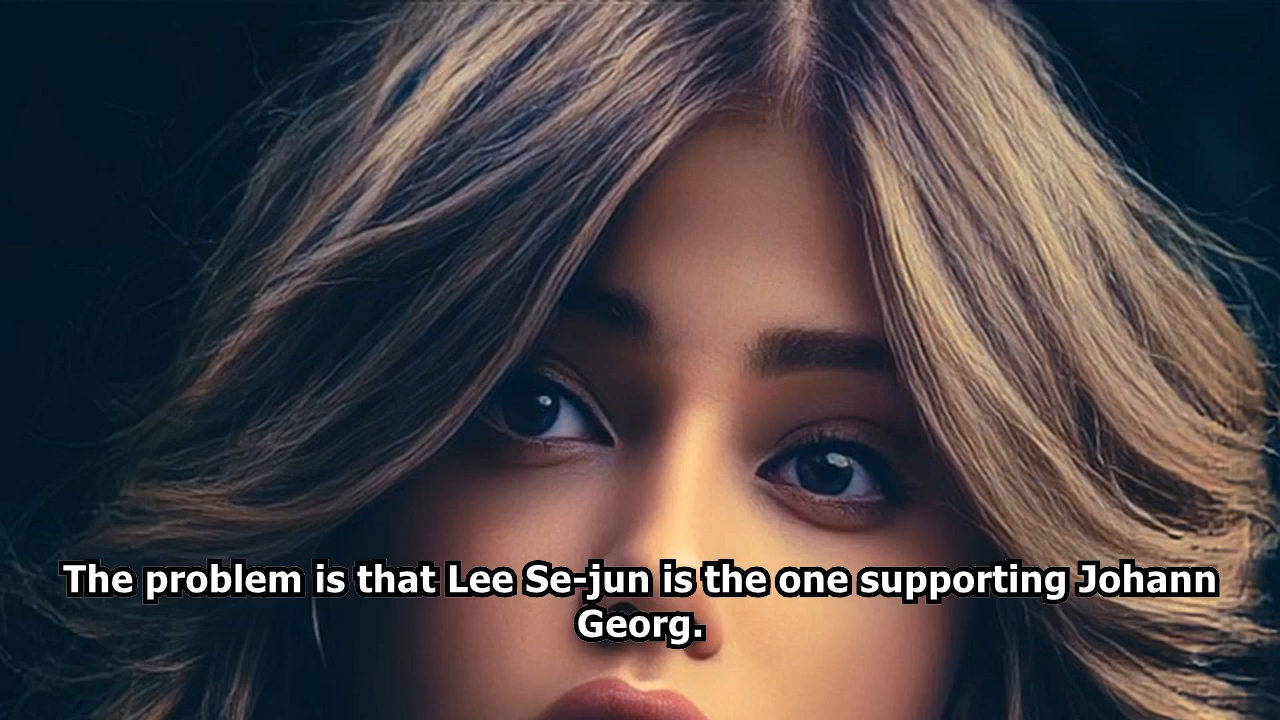 The problem is that Lee Se-jun is the one supporting Johann
Georg.